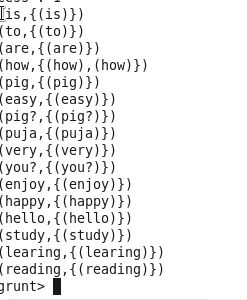 (is,{(is)})
(to,{(to)})
(are,{(are)})
(how,{(how),(how)})
(pig,{(pig)})
(easy,{(easy)})
(pig?,{(pig?)})
(puja,{(puja)})
(very,{(very)})
(you?,{(you?)})
(enjoy,{(enjoy)})
(happy,{(happy)})
(hello,{(hello)})
(study,{(study)})
(learing,{(learing)})
(reading,{(reading)})
grunt>